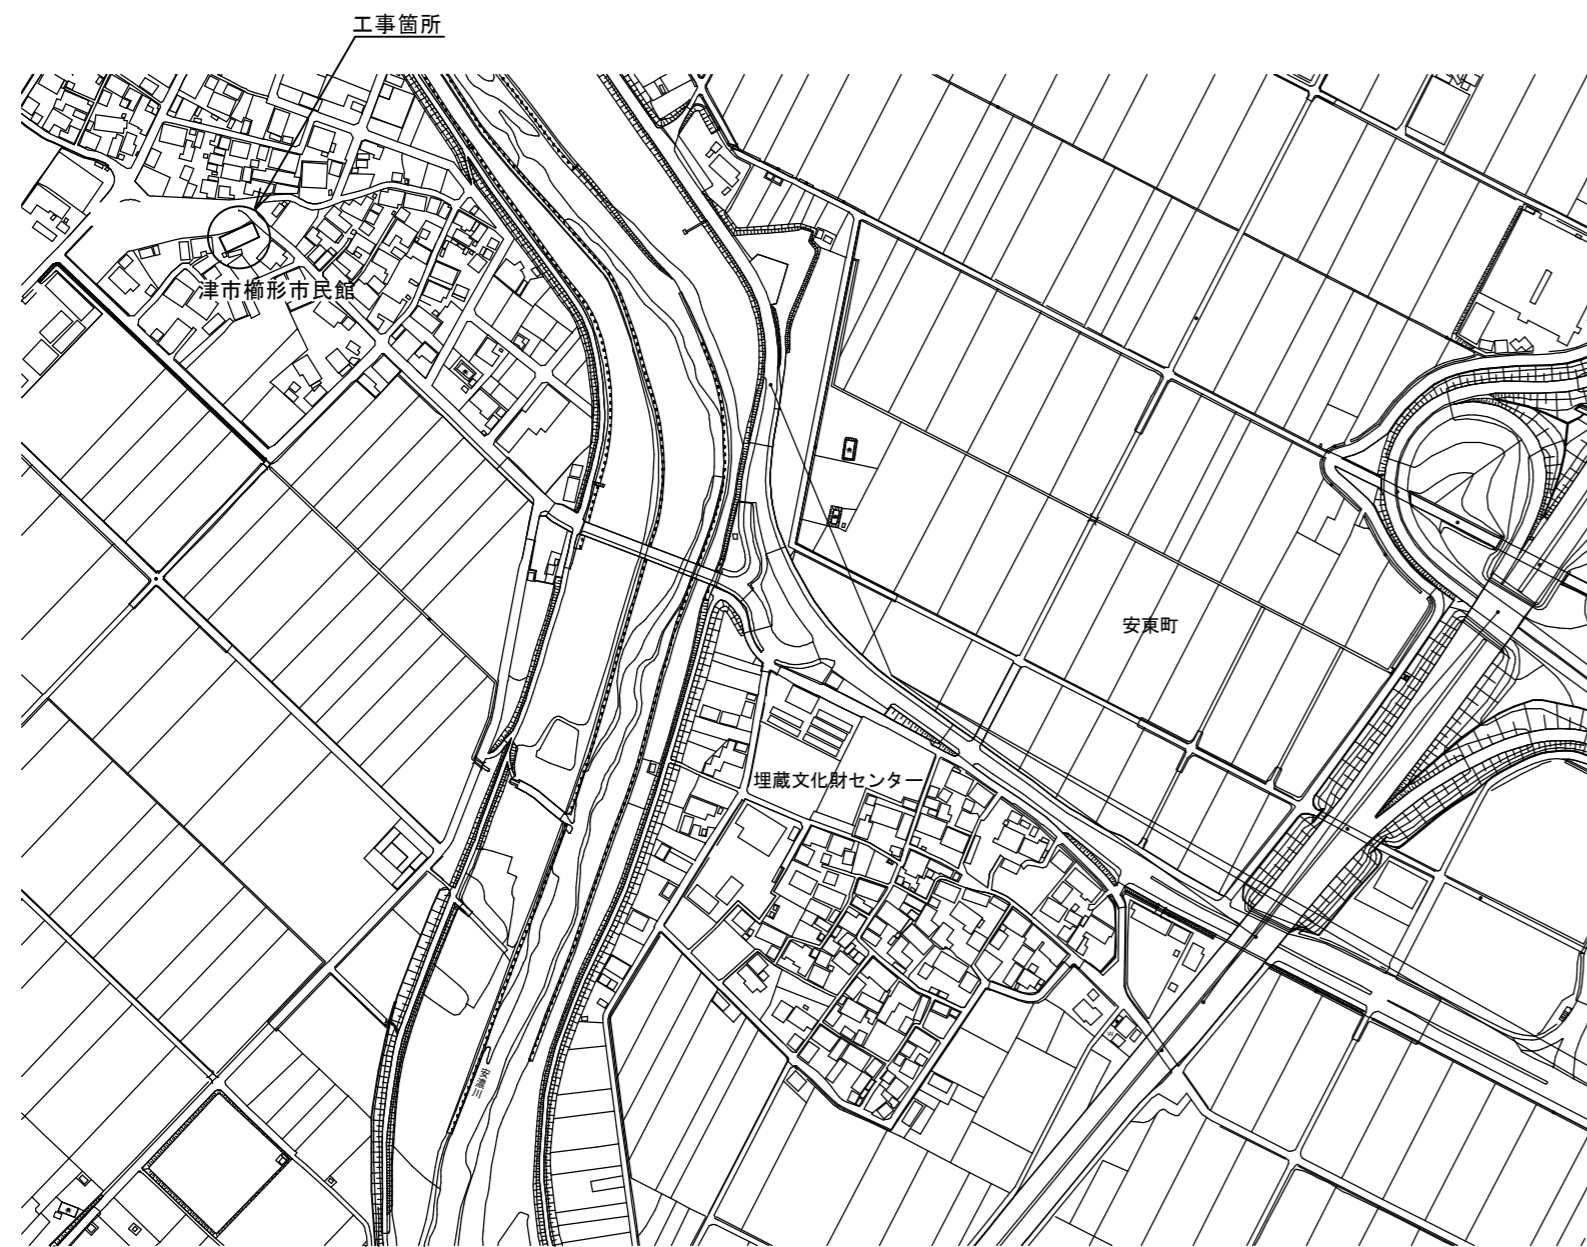 工事箇所
津市櫛形市民館
安東町
埋蔵文化財センター
安濃川